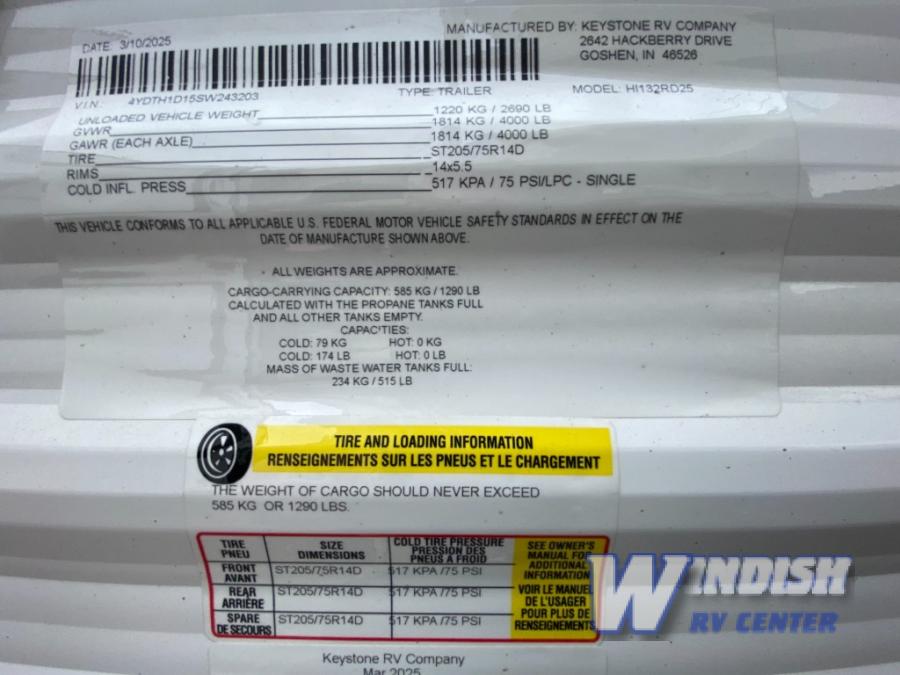 DATE: 3/10/2025 MANUFACTURED BY: KEYSTONE RV COMPANY
2642 HACKBERRY DRIVE
GOSHEN, IN 46526
V.I.N.: 4YDTH1D15SW243203 TYPE: TRAILER MODEL: HI132RD25
UNLOADED VEHICLE WEIGHT 1220 KG / 2690 LB
GVWR 1814 KG / 4000 LB
GAWR (EACH AXLE) 1814 KG / 4000 LB
TIRE ST205/75R14D
RIMS 14x5.5
COLD INFL. PRESS 517 KPA / 75 PSI/LPC - SINGLE
THIS VEHICLE CONFORMS TO ALL APPLICABLE U.S. FEDERAL MOTOR VEHICLE SAFETY STANDARDS IN EFFECT ON THE
DATE OF MANUFACTURE SHOWN ABOVE.
ALL WEIGHTS ARE APPROXIMATE.
CARGO-CARRYING CAPACITY: 585 KG / 1290 LB
CALCULATED WITH THE PROPANE TANKS FULL
AND ALL OTHER TANKS EMPTY.
CAPACITIES:
COLD: 79 KG HOT: 0 KG
COLD: 174 LB HOT: 0 LB
MASS OF WASTE WATER TANKS FULL:
234 KG / 515 LB
TIRE AND LOADING INFORMATION
RENSEIGNEMENTS SUR LES PNEUS ET LE CHARGEMENT
THE WEIGHT OF CARGO SHOULD NEVER EXCEED
585 KG OR 1290 LBS.
TIRE
PNEU
SIZE
DIMENSIONS
COLD TIRE PRESSURE
PRESSION DES
PNEUS A FROID
FRONT
AVANT
ST205/75R14D
517 KPA /75 PSI
REAR
ARRIÈRE
ST205/75R14D
517 KPA /75 PSI
SPARE
DE SECOURS
ST205/75R14D
517 KPA /75 PSI
SEE OWNER'S
MANUAL FOR
ADDITIONAL
INFORMATION
VOIR LE MANUEL
DE L'USAGER
POUR PLUS DE
RENSEIGNEMENTS
WINDISH
RV CENTER
Keystone RV Company
Mar 2025